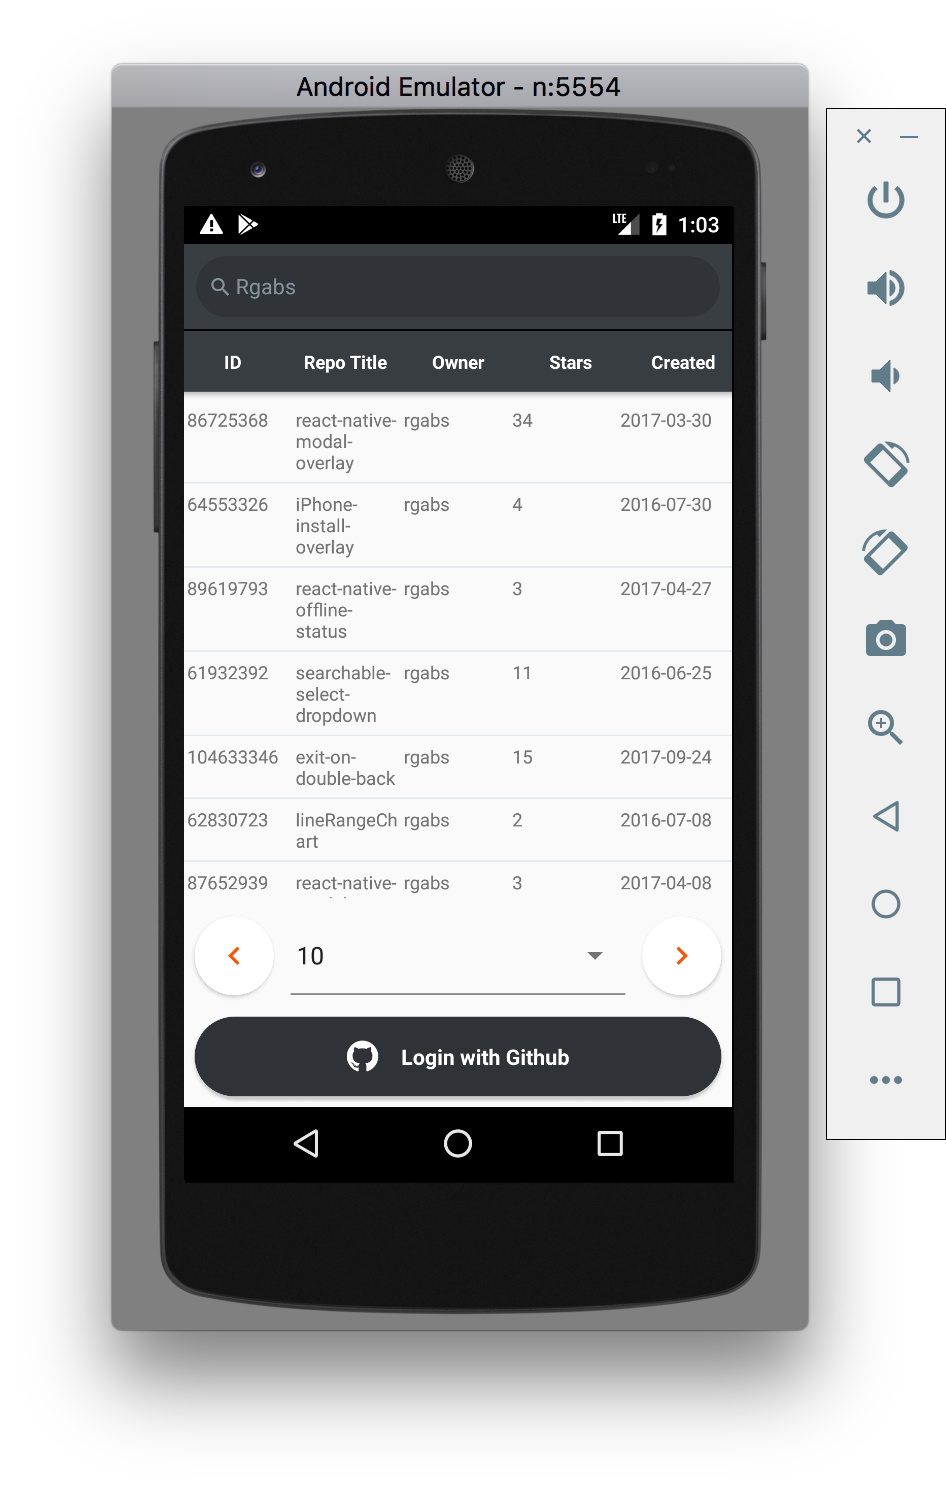 Android Emulator - n:5554
LTE 1:03
Rgabs
ID Repo Title Owner Stars Created
86725368 react-native- rgabs 34 2017-03-30
modal-
overlay
64553326 iPhone- rgabs 4 2016-07-30
install-
overlay
89619793 react-native- rgabs 3 2017-04-27
offline-
status
61932392 searchable- rgabs 11 2016-06-25
select-
dropdown
104633346 exit-on- rgabs 15 2017-09-24
double-back
62830723 lineRangeCh rgabs 2 2016-07-08
art
87652939 react-native- rgabs 3 2017-04-08
10
Login with Github